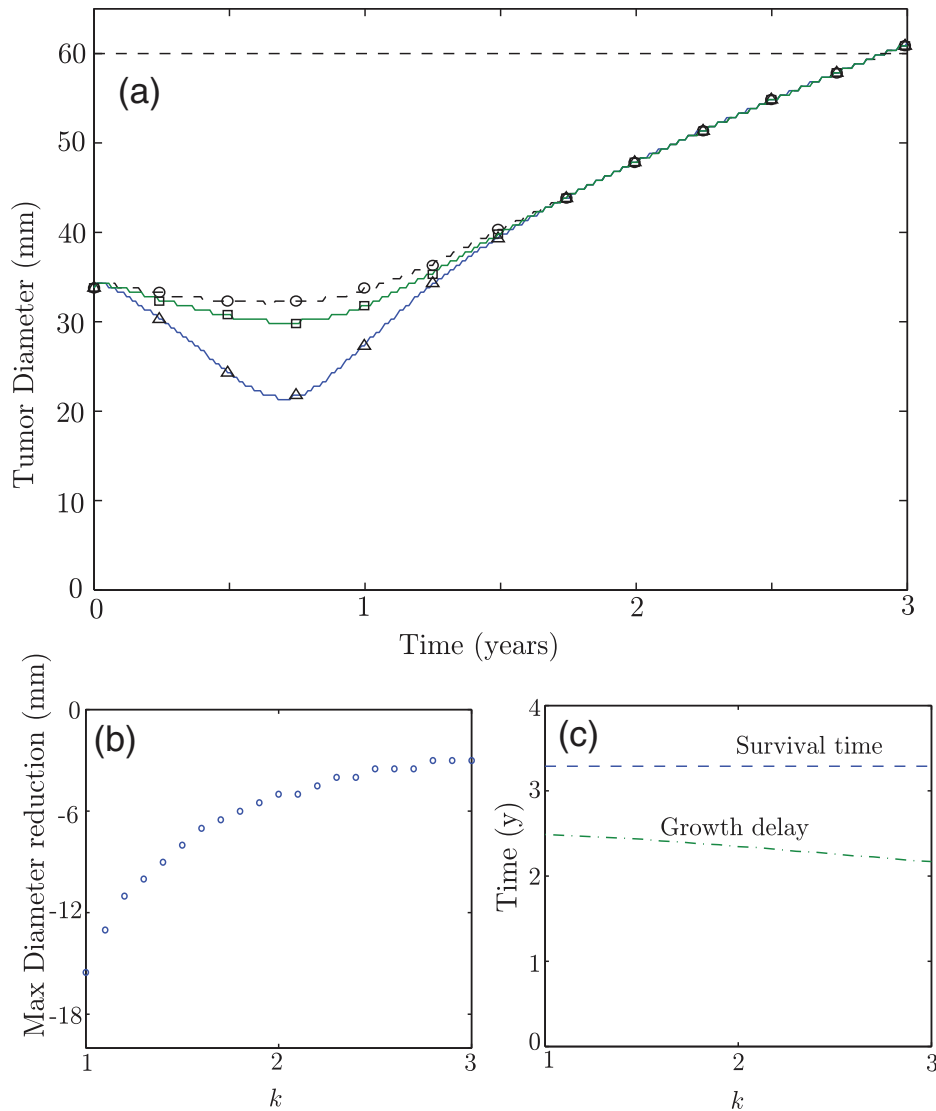 (a)
Tumor Diameter (mm)
60
50
40
30
20
10
0
0 1 2 3
Time (years)
(b)
Max Diameter reduction (mm)
0
-6
-12
-18
1 2 3
k
(c)
Time (y)
4
3
2
1
0
Survival time
Growth delay
1 2 3
k